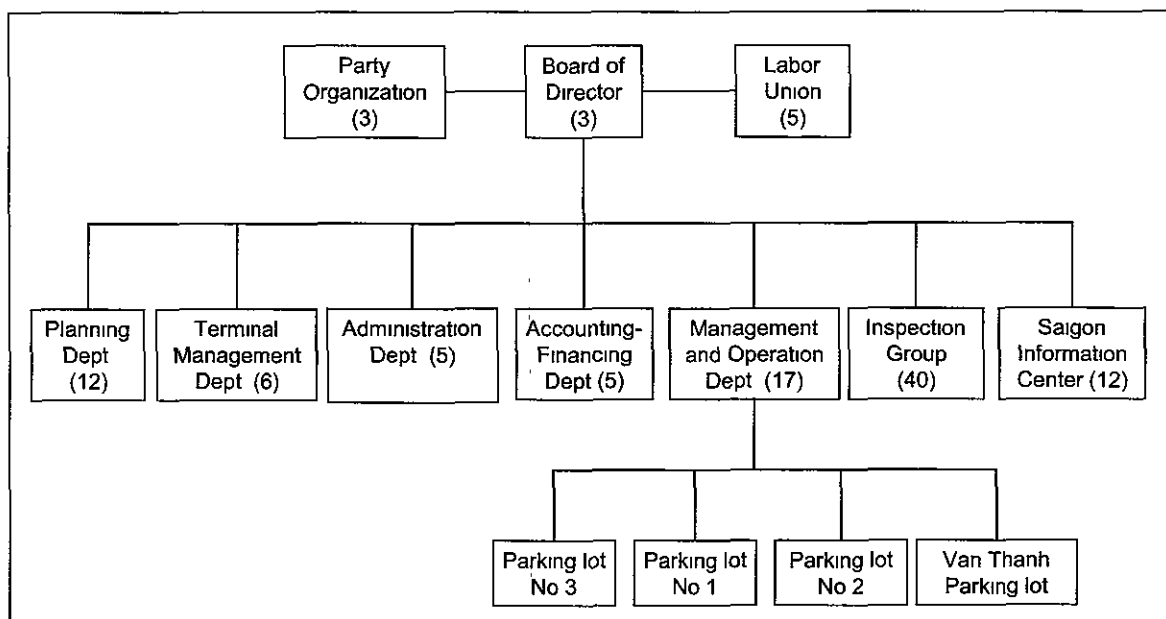 Party
Organization
(3)
Board of
Director
(3)
Labor
Union
(5)
Planning
Dept
(12)
Terminal
Management
Dept (6)
Administration
Dept (5)
Accounting-
Financing
Dept (5)
Management
and Operation
Dept (17)
Inspection
Group
(40)
Saigon
Information
Center (12)
Parking lot
No 3
Parking lot
No 1
Parking lot
No 2
Van Thanh
Parking lot